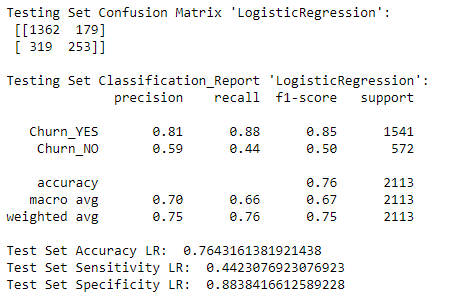 Testing Set Confusion Matrix 'LogisticRegression':
[[1362  179]
 [ 319  253]]
Testing Set Classification_Report 'LogisticRegression':
              precision    recall  f1-score   support
   Churn_YES       0.81      0.88      0.85      1541
    Churn_NO       0.59      0.44      0.50       572
    accuracy                           0.76      2113
   macro avg       0.70      0.66      0.67      2113
weighted avg       0.75      0.76      0.75      2113
Test Set Accuracy LR:  0.7643161381921438
Test Set Sensitivity LR:  0.4423076923076923
Test Set Specificity LR:  0.8838416612589228